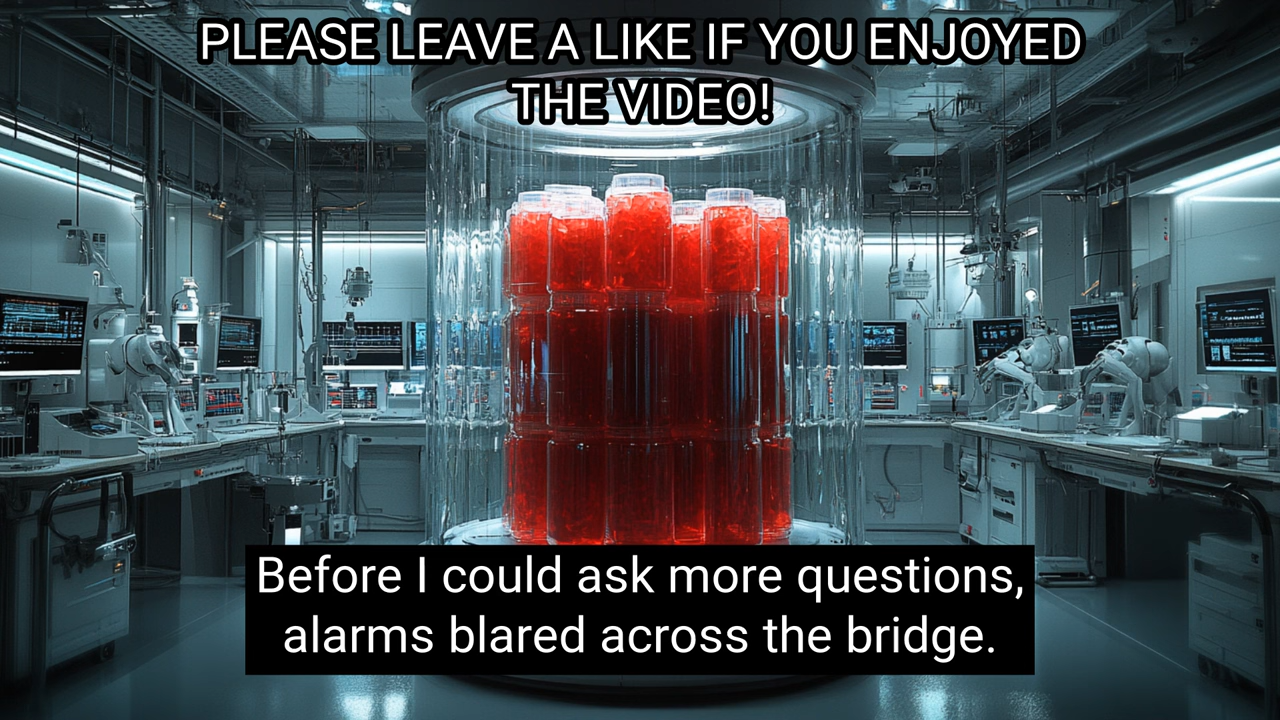 PLEASE LEAVE A LIKE IF YOU ENJOYED
THE VIDEO!
Before I could ask more questions,
alarms blared across the bridge.